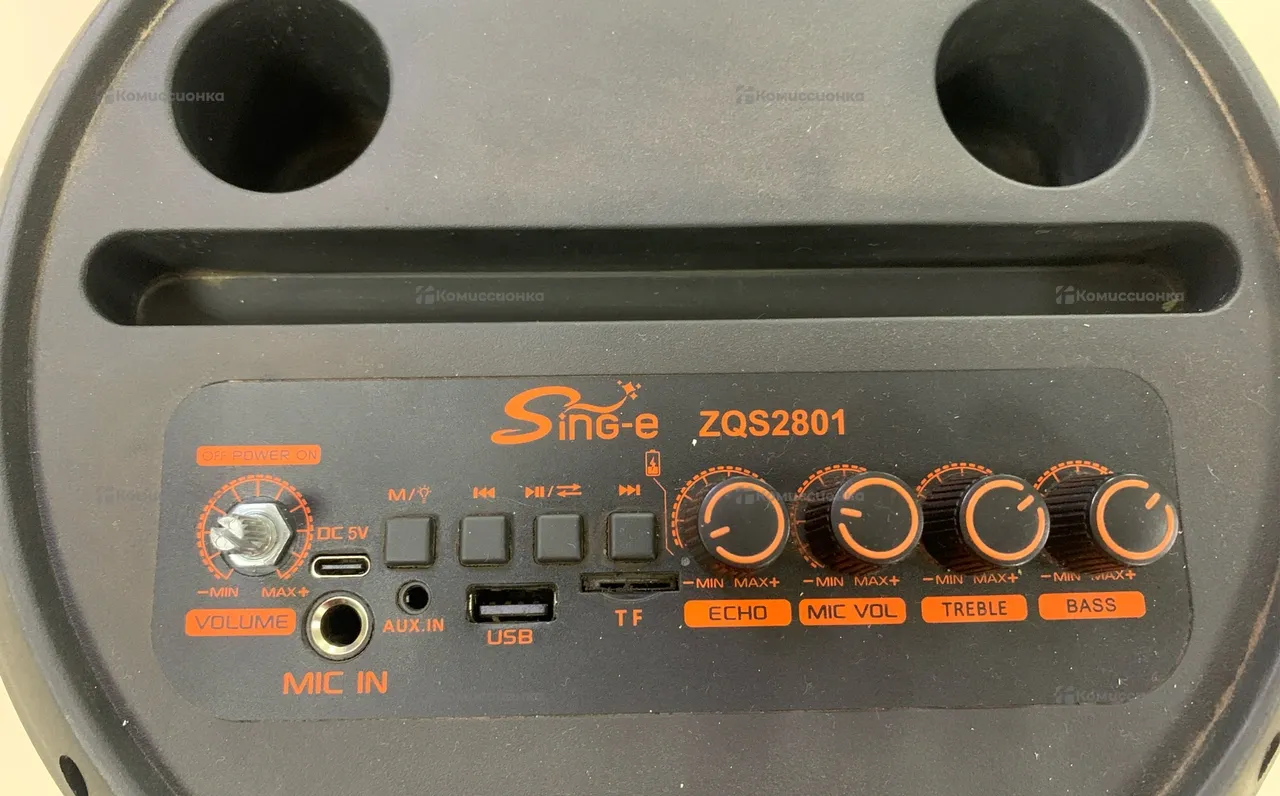 Комиссионка
Комиссионка
Комиссионка
Комиссионка
Sing-e ZQS2801
OFF POWER ON
M/
DC 5V
-MIN MAX+
VOLUME
MIC IN
AUX.IN
USB
TF
-MIN MAX+
ECHO
-MIN MAX+
MIC VOL
-MIN MAX+
TREBLE
-MIN MAX+
BASS